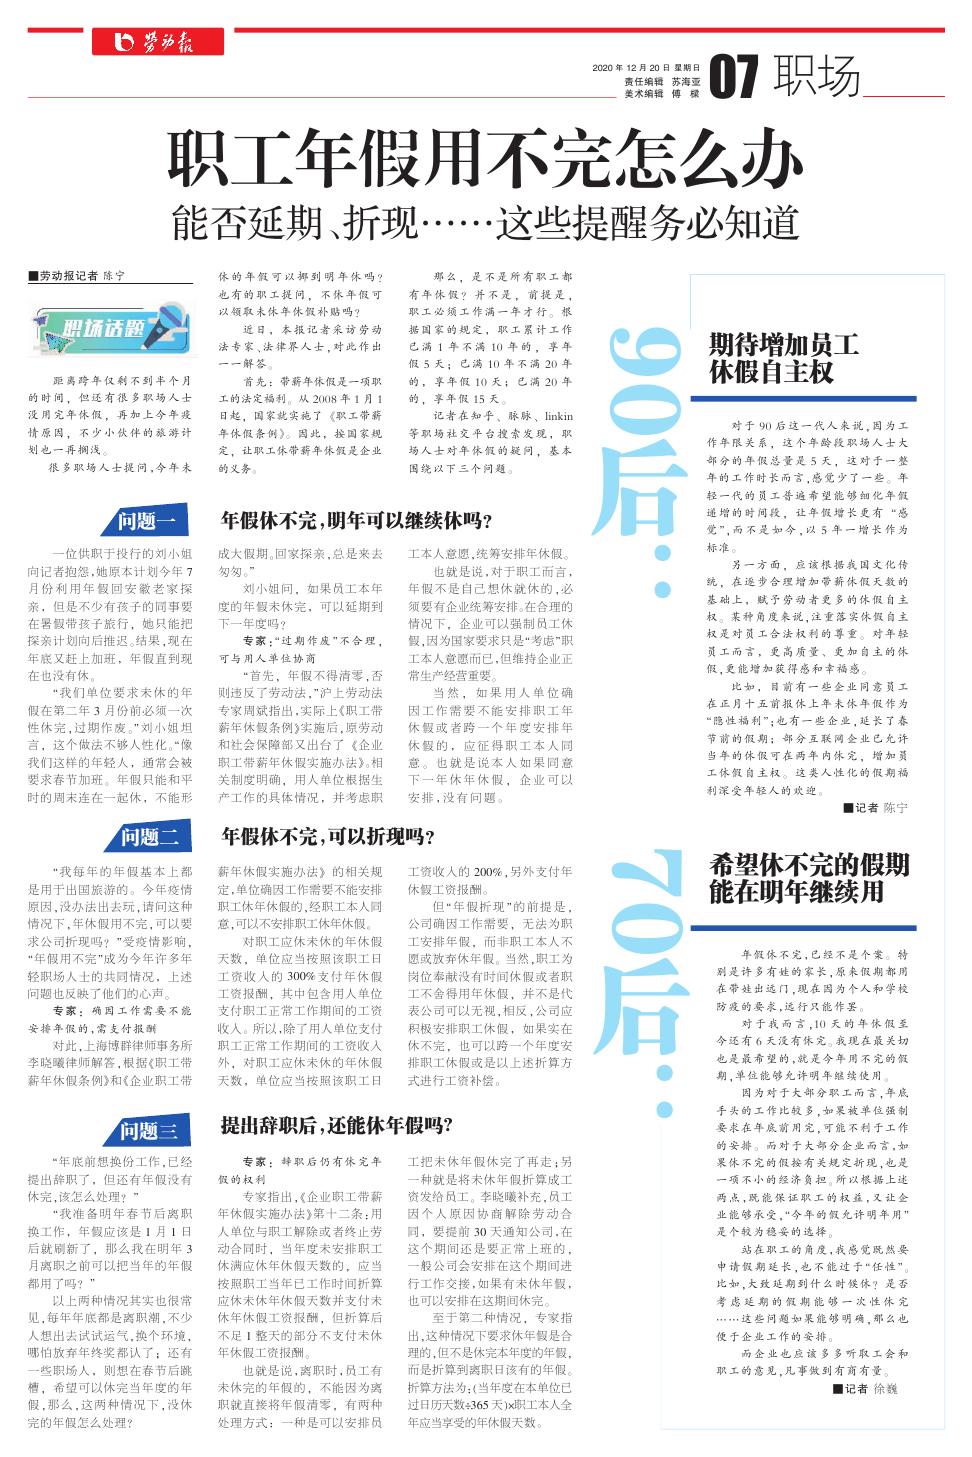 勞动報
2020 年 12 月 20 日 星期日
责任编辑 苏海亚
美术编辑 傅 樑
07 职场
职工年假用不完怎么办
能否延期、折现……这些提醒务必知道
■劳动报记者 陈宁
职场话题
距离跨年仅剩不到半个月
的时间，但还有很多职场人士
没用完年休假，再加上今年疫
情原因，不少小伙伴的旅游计
划也一再搁浅。
很多职场人士提问，今年未
休的年假可以挪到明年休吗？
也有的职工提问，不休年假可
以领取未休年休假补贴吗？
近日，本报记者采访劳动
法专家、法律界人士，对此作出
一一解答。
首先：带薪年休假是一项职
工的法定福利。从 2008 年 1 月 1
日起，国家就实施了《职工带薪
年休假条例》。因此，按国家规
定，让职工休带薪年休假是企业
的义务。
那么，是不是所有职工都
有年休假？并不是，前提是，
职工必须工作满一年才行。根
据国家的规定，职工累计工作
已满 1 年不满 10 年的，享年
假 5 天；已满 10 年不满 20 年
的，享年假 10 天；已满 20 年
的，享年假 15 天。
记者在知乎、脉脉、linkin
等职场社交平台搜索发现，职
场人士对年休假的疑问，基本
围绕以下三个问题。
问题一
年假休不完，明年可以继续休吗？
一位供职于投行的刘小姐
向记者抱怨，她原本计划今年 7
月份利用年假回安徽老家探
亲，但是不少有孩子的同事要
在暑假带孩子旅行，她只能把
探亲计划向后推迟。结果，现在
年底又赶上加班，年假直到现
在也没有休。
“我们单位要求未休的年
假在第二年 3 月份前必须一次
性休完，过期作废。”刘小姐坦
言，这个做法不够人性化。“像
我们这样的年轻人，通常会被
要求春节加班。年假只能和平
时的周末连在一起休，不能形
成大假期。回家探亲，总是来去
匆匆。”
刘小姐问，如果员工本年
度的年假未休完，可以延期到
下一年度吗？
专家：“过期作废”不合理，
可与用人单位协商
“首先，年假不得清零，否
则违反了劳动法，”沪上劳动法
专家周斌指出，实际上《职工带
薪年休假条例》实施后，原劳动
和社会保障部又出台了《企业
职工带薪年休假实施办法》。相
关制度明确，用人单位根据生
产工作的具体情况，并考虑职
工本人意愿，统筹安排年休假。
也就是说，对于职工而言，
年假不是自己想休就休的，必
须要有企业统筹安排。在合理的
情况下，企业可以强制员工休
假，因为国家要求只是“考虑”职
工本人意愿而已，但维持企业正
常生产经营重要。
当然，如果用人单位确
因工作需要不能安排职工年
休假或者跨一个年度安排年
休假的，应征得职工本人同
意。也就是说本人如果同意
下一年休年休假，企业可以
安排，没有问题。
问题二
年假休不完，可以折现吗？
“我每年的年假基本上都
是用于出国旅游的。今年疫情
原因，没办法出去玩，请问这种
情况下，年休假用不完，可以要
求公司折现吗？”受疫情影响，
“年假用不完”成为今年许多年
轻职场人士的共同情况，上述
问题也反映了他们的心声。
专家：确因工作需要不能
安排年假的，需支付报酬
对此，上海博群律师事务所
李晓曦律师解答，根据《职工带
薪年休假条例》和《企业职工带
薪年休假实施办法》的相关规
定，单位确因工作需要不能安排
职工休年休假的，经职工本人同
意，可以不安排职工休年休假。
对职工应休未休的年休假
天数，单位应当按照该职工日
工资收入的 300%支付年休假
工资报酬，其中包含用人单位
支付职工正常工作期间的工资
收入。所以，除了用人单位支付
职工正常工作期间的工资收入
外，对职工应休未休的年休假
天数，单位应当按照该职工日
工资收入的 200%，另外支付年
休假工资报酬。
但“年假折现”的前提是，
公司确因工作需要，无法为职
工安排年假，而非职工本人不
愿或放弃休年假。当然，职工为
岗位奉献没有时间休假或者职
工不舍得用年休假，并不是代
表公司可以无视，相反，公司应
积极安排职工休假，如果实在
休不完，也可以跨一个年度安
排职工休假或是以上述折算方
式进行工资补偿。
问题三
提出辞职后，还能休年假吗？
“年底前想换份工作，已经
提出辞职了，但还有年假没有
休完，该怎么处理？”
“我准备明年春节后离职
换工作，年假应该是 1 月 1 日
后就刷新了，那么我在明年 3
月离职之前可以把当年的年假
都用了吗？”
以上两种情况其实也很常
见，每年年底都是离职潮，不少
人想出去试试运气，换个环境，
哪怕放弃年终奖都认了；还有
一些职场人，则想在春节后跳
槽，希望可以休完当年度的年
假，那么，这两种情况下，没休
完的年假怎么处理？
专家：辞职后仍有休完年
假的权利
专家指出，《企业职工带薪
年休假实施办法》第十二条：用
人单位与职工解除或者终止劳
动合同时，当年度未安排职工
休满应休年休假天数的，应当
按照职工当年已工作时间折算
应休未休年休假天数并支付未
休年休假工资报酬，但折算后
不足 1 整天的部分不支付未休
年休假工资报酬。
也就是说，离职时，员工有
未休完的年假的，不能因为离
职就直接将年假清零，有两种
处理方式：一种是可以安排员
工把未休年假休完了再走；另
一种就是将未休年假折算成工
资发给员工。李晓曦补充，员工
因个人原因协商解除劳动合
同，要提前 30 天通知公司，在
这个期间还是要正常上班的，
一般公司会安排在这个期间进
行工作交接，如果有未休年假，
也可以安排在这期间休完。
至于第二种情况，专家指
出，这种情况下要求休年假是合
理的，但不是休完本年度的年假，
而是折算到离职日该有的年假。
折算方法为：（当年度在本单位已
过日历天数÷365 天）×职工本人全
年应当享受的年休假天数。
90后：
期待增加员工
休假自主权
对于 90 后这一代人来说，因为工
作年限关系，这个年龄段职场人士大
部分的年假总量是 5 天，这对于一整
年的工作时长而言，感觉少了一些。年
轻一代的员工普遍希望能够细化年假
递增的时间段，让年假增长更有“感
觉”，而不是如今，以 5 年一增长作为
标准。
另一方面，应该根据我国文化传
统，在逐步合理增加带薪休假天数的
基础上，赋予劳动者更多的休假自主
权。某种角度来说，注重落实休假自主
权是对员工合法权利的尊重。对年轻
员工而言，更高质量、更加自主的休
假，更能增加获得感和幸福感。
比如，目前有一些企业同意员工
在正月十五前报休上年未休年假作为
“隐性福利”；也有一些企业，延长了春
节前的假期；部分互联网企业已允许
当年的休假可在两年内休完，增加员
工休假自主权。这类人性化的假期福
利深受年轻人的欢迎。
■记者 陈宁
70后：
希望休不完的假期
能在明年继续用
年假休不完，已经不是个案。特
别是许多有娃的家长，原来假期都用
在带娃出远门，现在因为个人和学校
防疫的要求，远行只能作罢。
对于我而言，10 天的年休假至
今还有 6 天没有休完。我现在最关切
也是最希望的，就是今年用不完的假
期，单位能够允许明年继续使用。
因为对于大部分职工而言，年底
手头的工作比较多，如果被单位强制
要求在年底前用完，可能不利于工作
的安排。而对于大部分企业而言，如
果休不完的假按有关规定折现，也是
一项不小的经济负担。所以根据上述
两点，既能保证职工的权益，又让企
业能够承受，“今年的假允许明年用”
是个较为稳妥的选择。
站在职工的角度，我感觉既然要
申请假期延长，也不能过于“任性”。
比如，大致延期到什么时候休？是否
考虑延期的假期能够一次性休完
……这些问题如果能够明确，那么也
便于企业工作的安排。
而企业也应该多多听取工会和
职工的意见，凡事做到有商有量。
■记者 徐巍